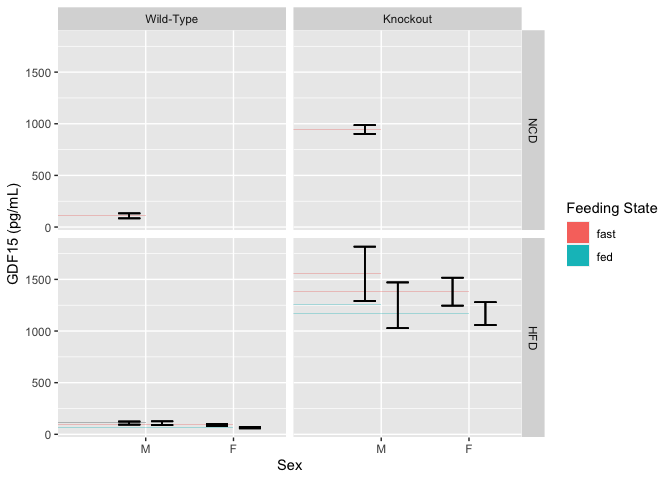 Wild-Type
Knockout
1500
1000
500
0
NCD
1500
1000
500
0
HFD
GDF15 (pg/mL)
M
F
M
F
Sex
Feeding State
fast
fed